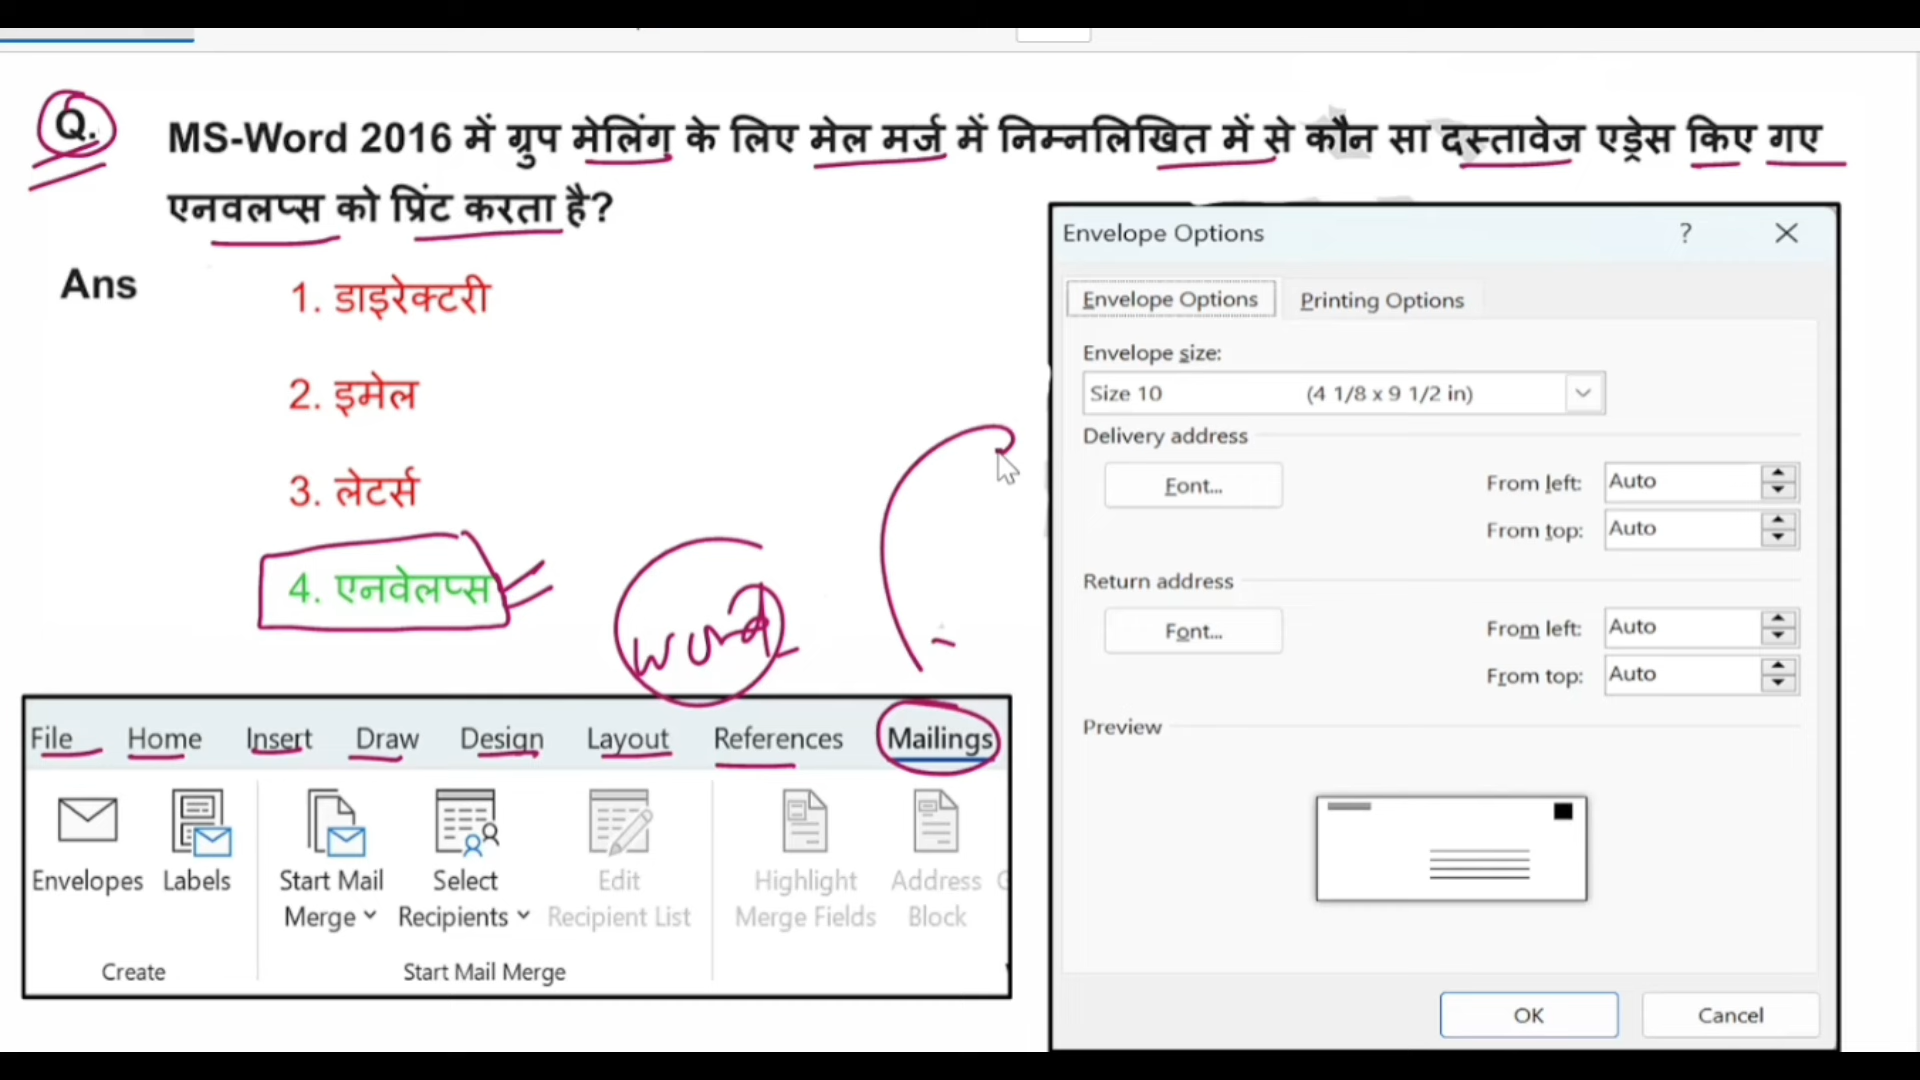 Q. MS-Word 2016 में ग्रुप मेलिंग के लिए मेल मर्ज में निम्नलिखित में से कौन सा दस्तावेज एड्रेस किए गए
एनवलप्स को प्रिंट करता है?
Ans
1. डाइरेक्टरी
2. इमेल
3. लेटर्स
4. एनवेलप्स
word
File Home Insert Draw Design Layout References Mailings
Envelopes Labels Start Mail Select Edit Highlight Address
Merge Recipients Recipient List Merge Fields Block
Create Start Mail Merge
Envelope Options ?
Envelope Options Printing Options
Envelope size:
Size 10 (4 1/8 x 9 1/2 in)
Delivery address
Font... From left: Auto
From top: Auto
Return address
Font... From left: Auto
From top: Auto
Preview
OK Cancel